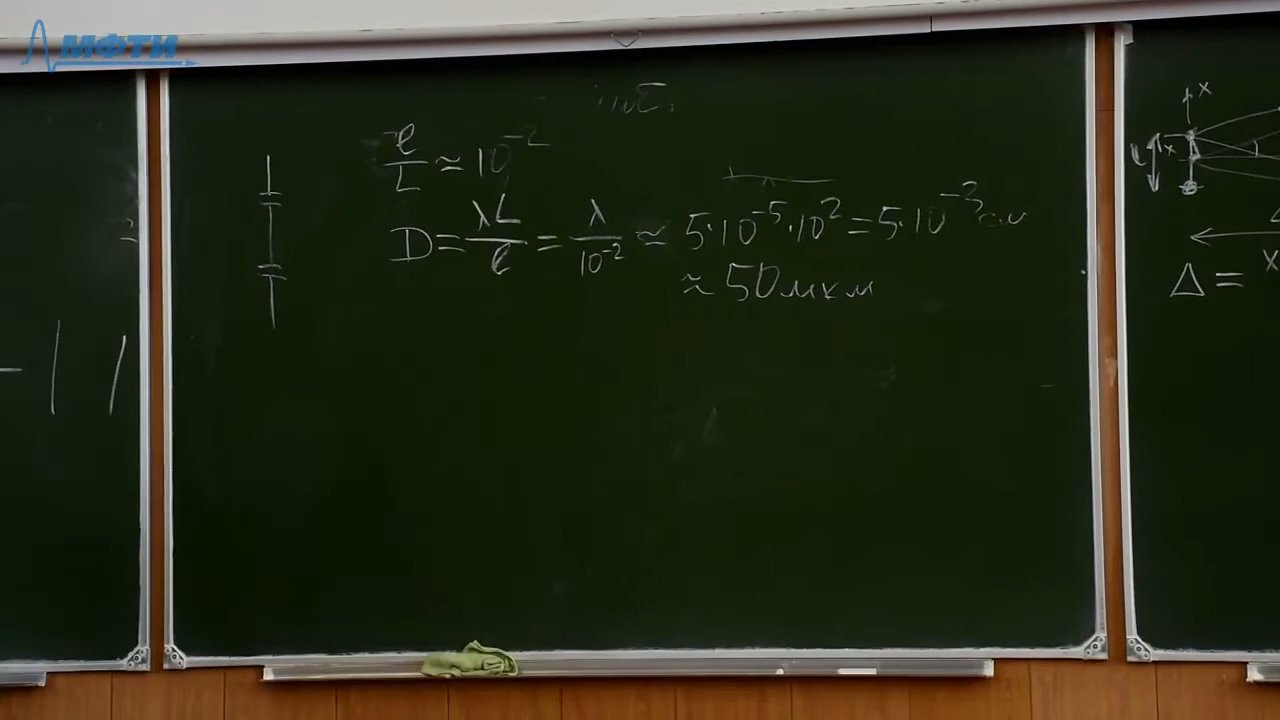 МФТИ
ℓ/L ≈ 10⁻²
D = λL/ℓ = λ/10⁻² ≈ 5·10⁻⁵·10² = 5·10⁻³ см
≈ 50 мкм
x
x
Δ = x